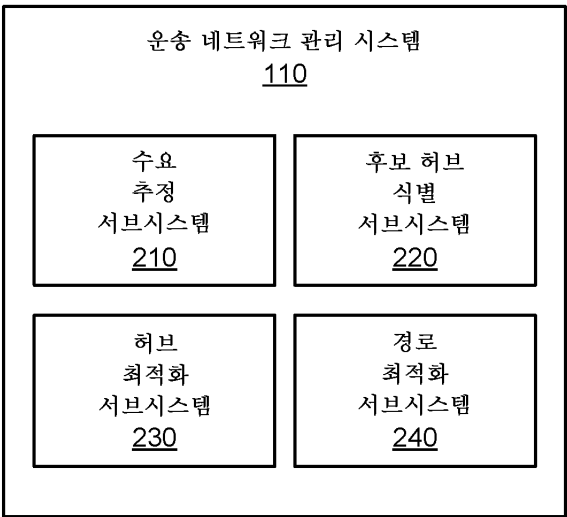 운송 네트워크 관리 시스템
110
수요
추정
서브시스템
210
후보 허브
식별
서브시스템
220
허브
최적화
서브시스템
230
경로
최적화
서브시스템
240